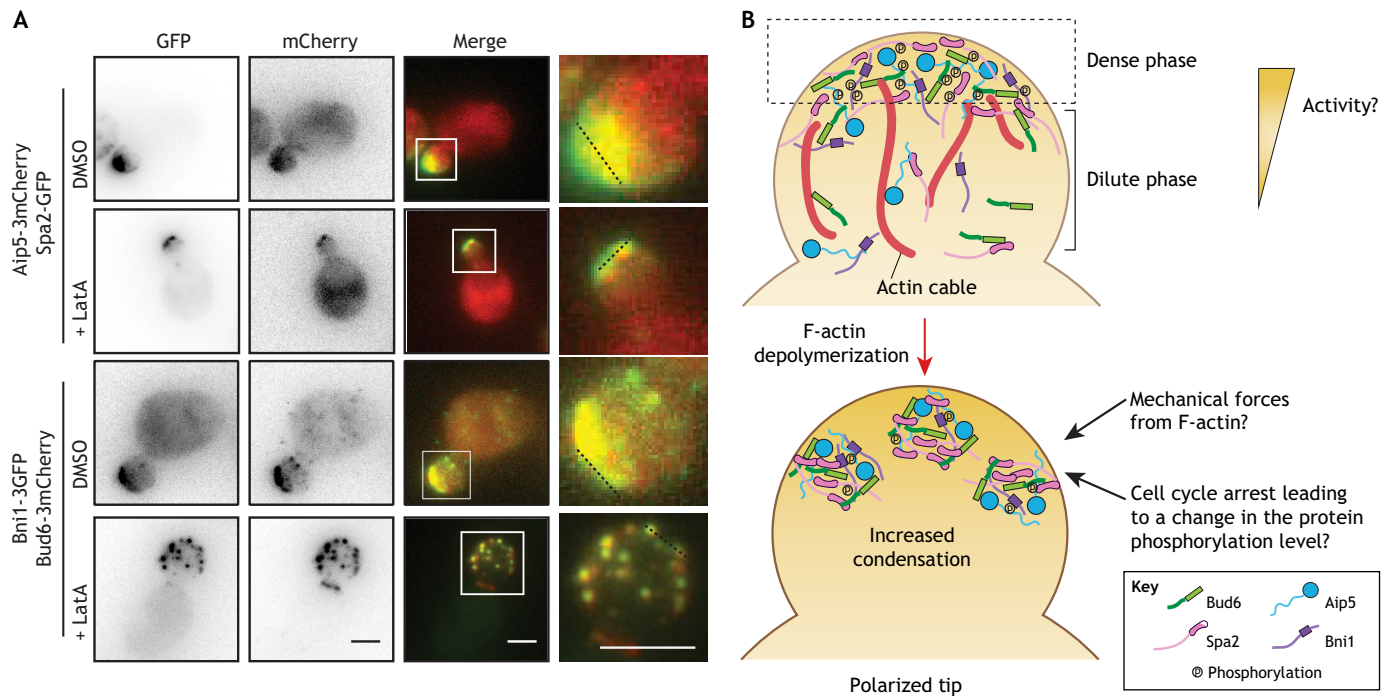 A
GFP
mCherry
Merge
Aip5-3mCherry
Spa2-GFP
DMSO
+ LatA
Bni1-3GFP
Bud6-3mCherry
DMSO
+ LatA
B
Dense phase
Activity?
Dilute phase
Actin cable
F-actin
depolymerization
Mechanical forces
from F-actin?
Cell cycle arrest leading
to a change in the protein
phosphorylation level?
Increased
condensation
Key
Bud6
Aip5
Spa2
Bni1
P Phosphorylation
Polarized tip